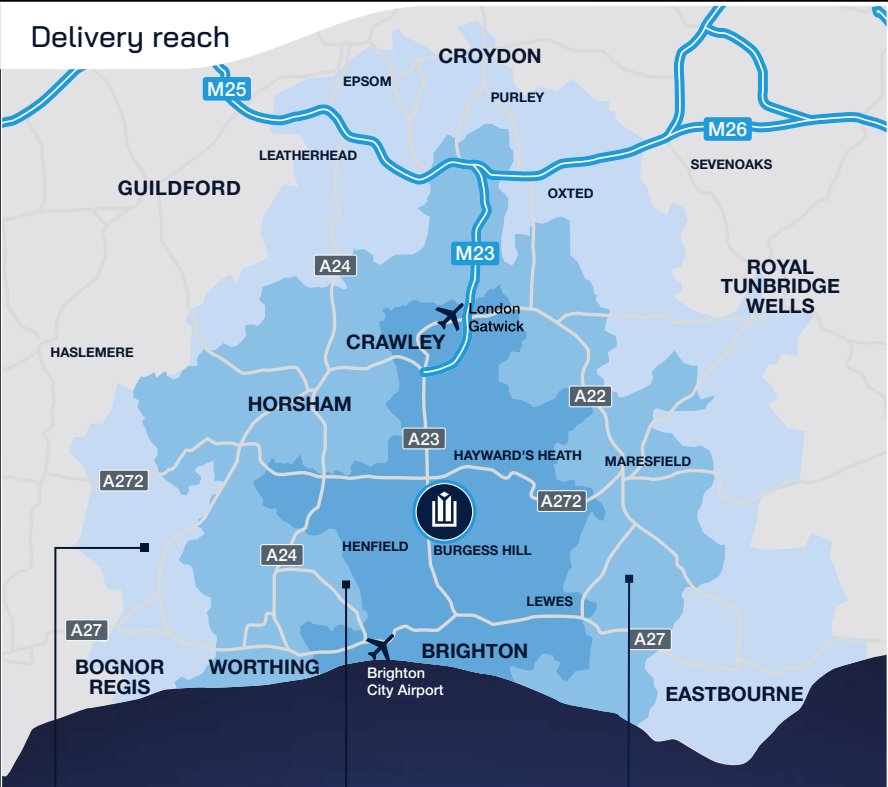 Delivery reach
CROYDON
EPSOM
M25
PURLEY
M26
LEATHERHEAD
SEVENOAKS
GUILDFORD
OXTED
M23
A24
ROYAL
TUNBRIDGE
WELLS
London
Gatwick
CRAWLEY
HASLEMERE
A22
HORSHAM
A23
HAYWARD'S HEATH
MARESFIELD
A272
A272
HENFIELD
BURGESS HILL
A24
LEWES
A27
A27
BRIGHTON
BOGNOR
REGIS
WORTHING
Brighton
City Airport
EASTBOURNE